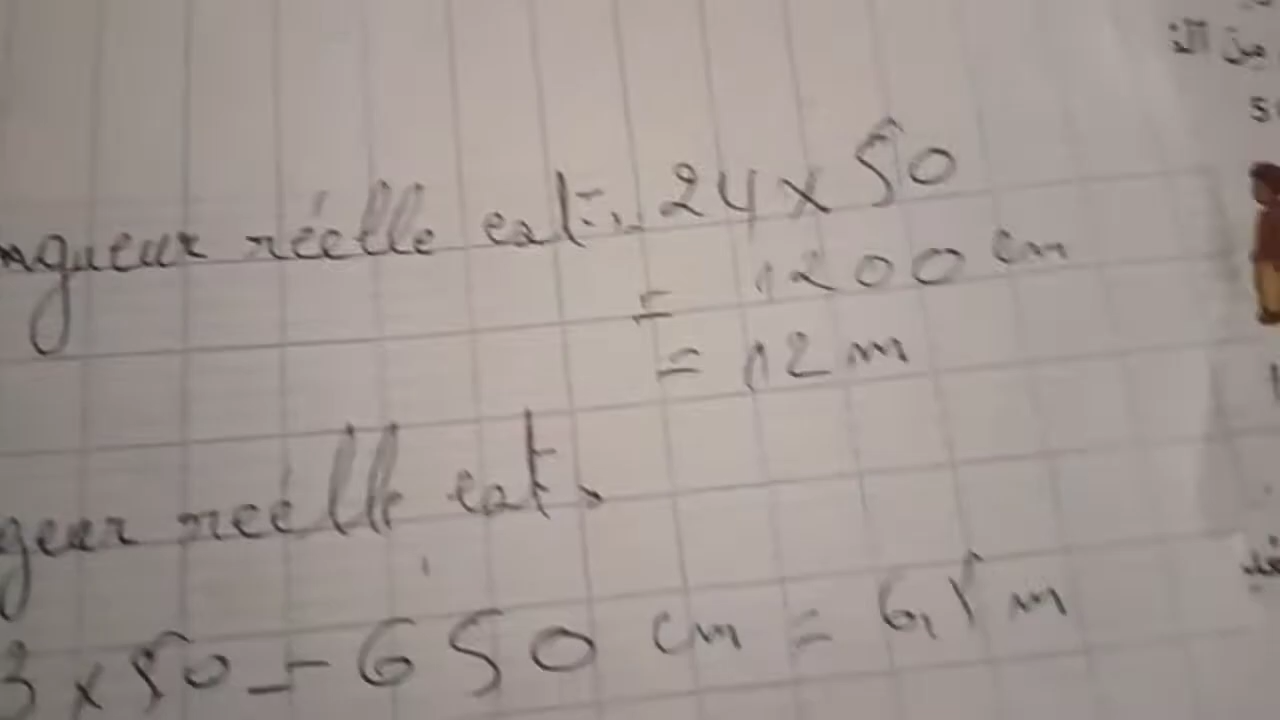 ngueur réelle est : 24 x 50
= 1200 cm
= 12 m
geur réelle est
3 x 50 = 650 cm = 6,5 m